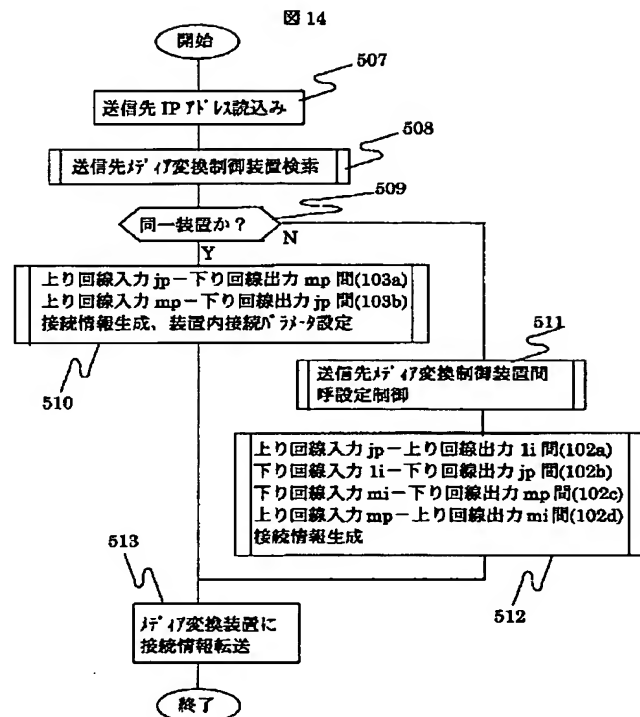 図 14
開始
507
送信先 IP アドレス読込み
508
送信先メディア変換制御装置検索
509
同一装置か？
N
Y
上り回線入力 jp－下り回線出力 mp 間(103a)
上り回線入力 mp－下り回線出力 jp 間(103b)
接続情報生成、装置内接続パラメータ設定
510
511
送信先メディア変換制御装置間
呼設定制御
上り回線入力 jp－上り回線出力 1i 間(102a)
下り回線入力 1i－下り回線出力 jp 間(102b)
下り回線入力 mi－下り回線出力 mp 間(102c)
上り回線入力 mp－上り回線出力 mi 間(102d)
接続情報生成
512
513
メディア変換装置に
接続情報転送
終了